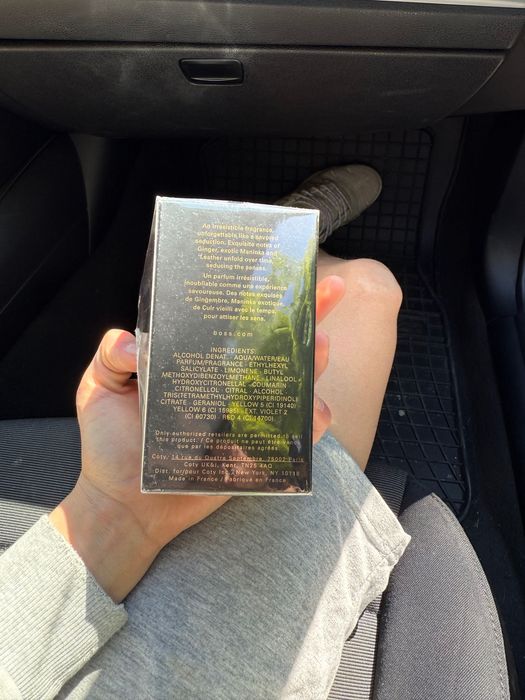 An irresistible fragrance,
unforgettable like a savored
seduction. Exquisite notes of
Ginger, exotic Maninka and
Leather unfold over time,
seducing the senses.
Un parfum irrésistible,
inoubliable comme une expérience
savoureuse. Des notes exquises
de Gingembre, Maninka exotique,
de Cuir vieilli avec le temps,
pour attiser les sens.
boss.com
INGREDIENTS:
ALCOHOL DENAT. · AQUA/WATER/EAU
PARFUM/FRAGRANCE · ETHYLHEXYL
SALICYLATE · LIMONENE · BUTYL
METHOXYDIBENZOYLMETHANE · LINALOOL
HYDROXYCITRONELLAL · COUMARIN
CITRONELLOL · CITRAL · ALCOHOL
TRIS(TETRAMETHYLHYDROXYPIPERIDINOL)
CITRATE · GERANIOL · YELLOW 5 (CI 19140)
YELLOW 6 (CI 15985) · EXT. VIOLET 2
(CI 60730) · RED 4 (CI 14700)
Only authorized retailers are permitted to sell
this product. / Ce produit ne peut être vendu
que par des dépositaires agréés.
Coty, 14 rue du Quatre Septembre, 75002 Paris
Coty UK&I, Kent, TN25 4AQ
Dist. for/pour Coty Inc., New York, NY 10118
Made in France / Fabriqué en France